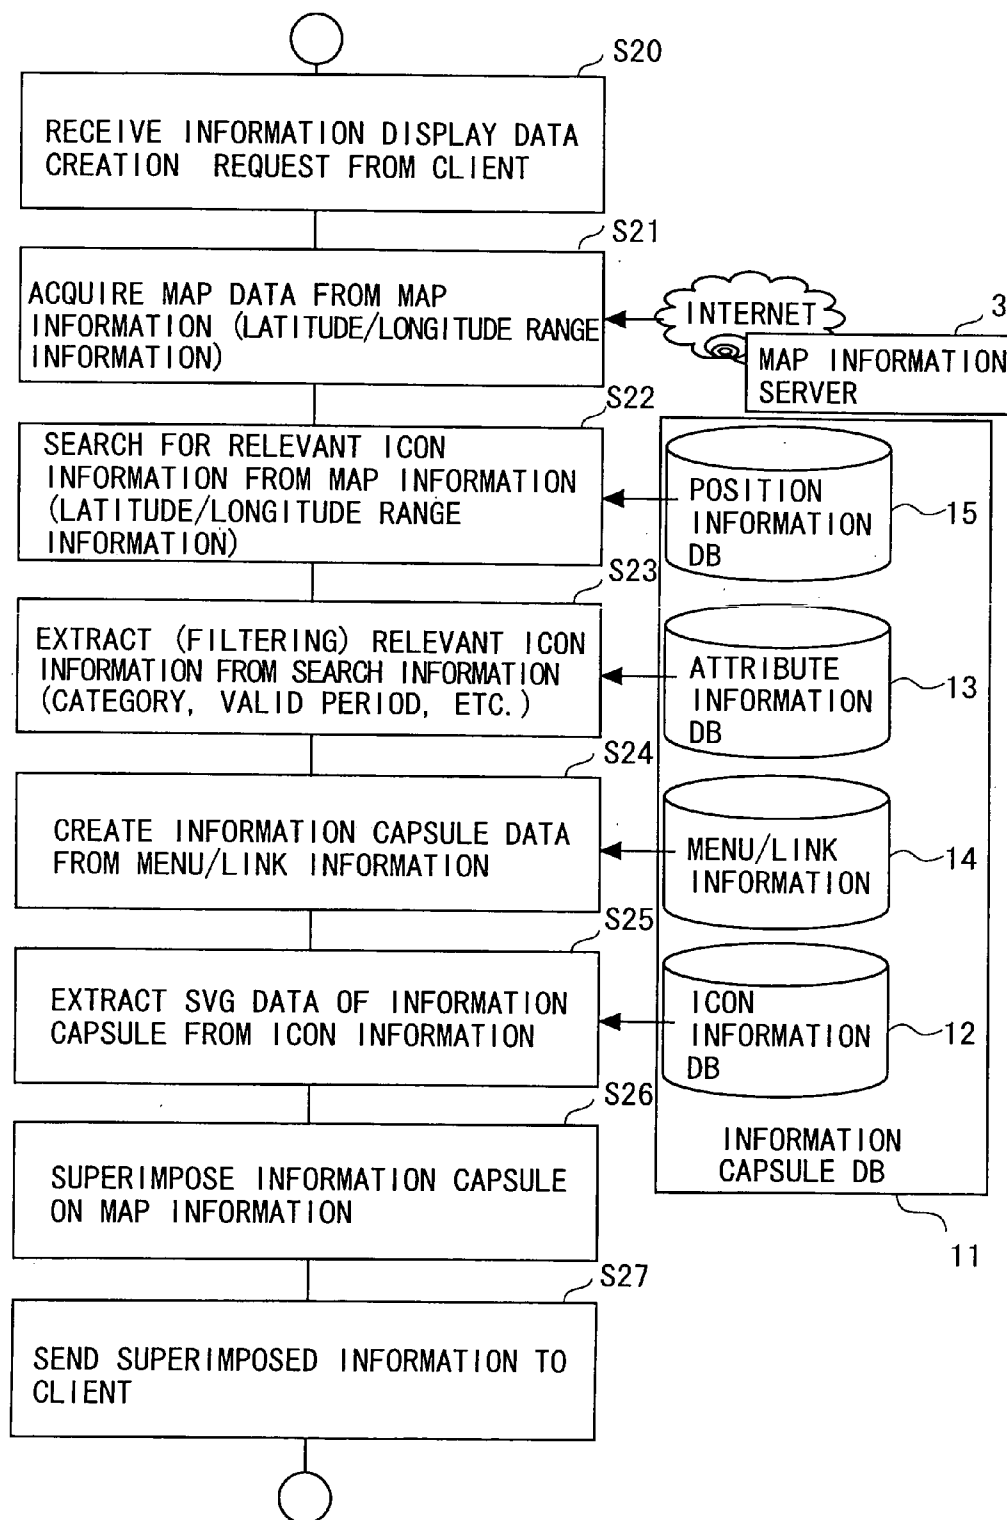 S20
RECEIVE INFORMATION DISPLAY DATA
CREATION REQUEST FROM CLIENT
S21
ACQUIRE MAP DATA FROM MAP
INFORMATION (LATITUDE/LONGITUDE RANGE
INFORMATION)
INTERNET
3
MAP INFORMATION
SERVER
S22
SEARCH FOR RELEVANT ICON
INFORMATION FROM MAP INFORMATION
(LATITUDE/LONGITUDE RANGE
INFORMATION)
POSITION
INFORMATION
DB
15
S23
EXTRACT (FILTERING) RELEVANT ICON
INFORMATION FROM SEARCH INFORMATION
(CATEGORY, VALID PERIOD, ETC.)
ATTRIBUTE
INFORMATION
DB
13
S24
CREATE INFORMATION CAPSULE DATA
FROM MENU/LINK INFORMATION
MENU/LINK
INFORMATION
14
S25
EXTRACT SVG DATA OF INFORMATION
CAPSULE FROM ICON INFORMATION
ICON
INFORMATION
DB
12
S26
SUPERIMPOSE INFORMATION CAPSULE
ON MAP INFORMATION
INFORMATION
CAPSULE DB
11
S27
SEND SUPERIMPOSED INFORMATION TO
CLIENT